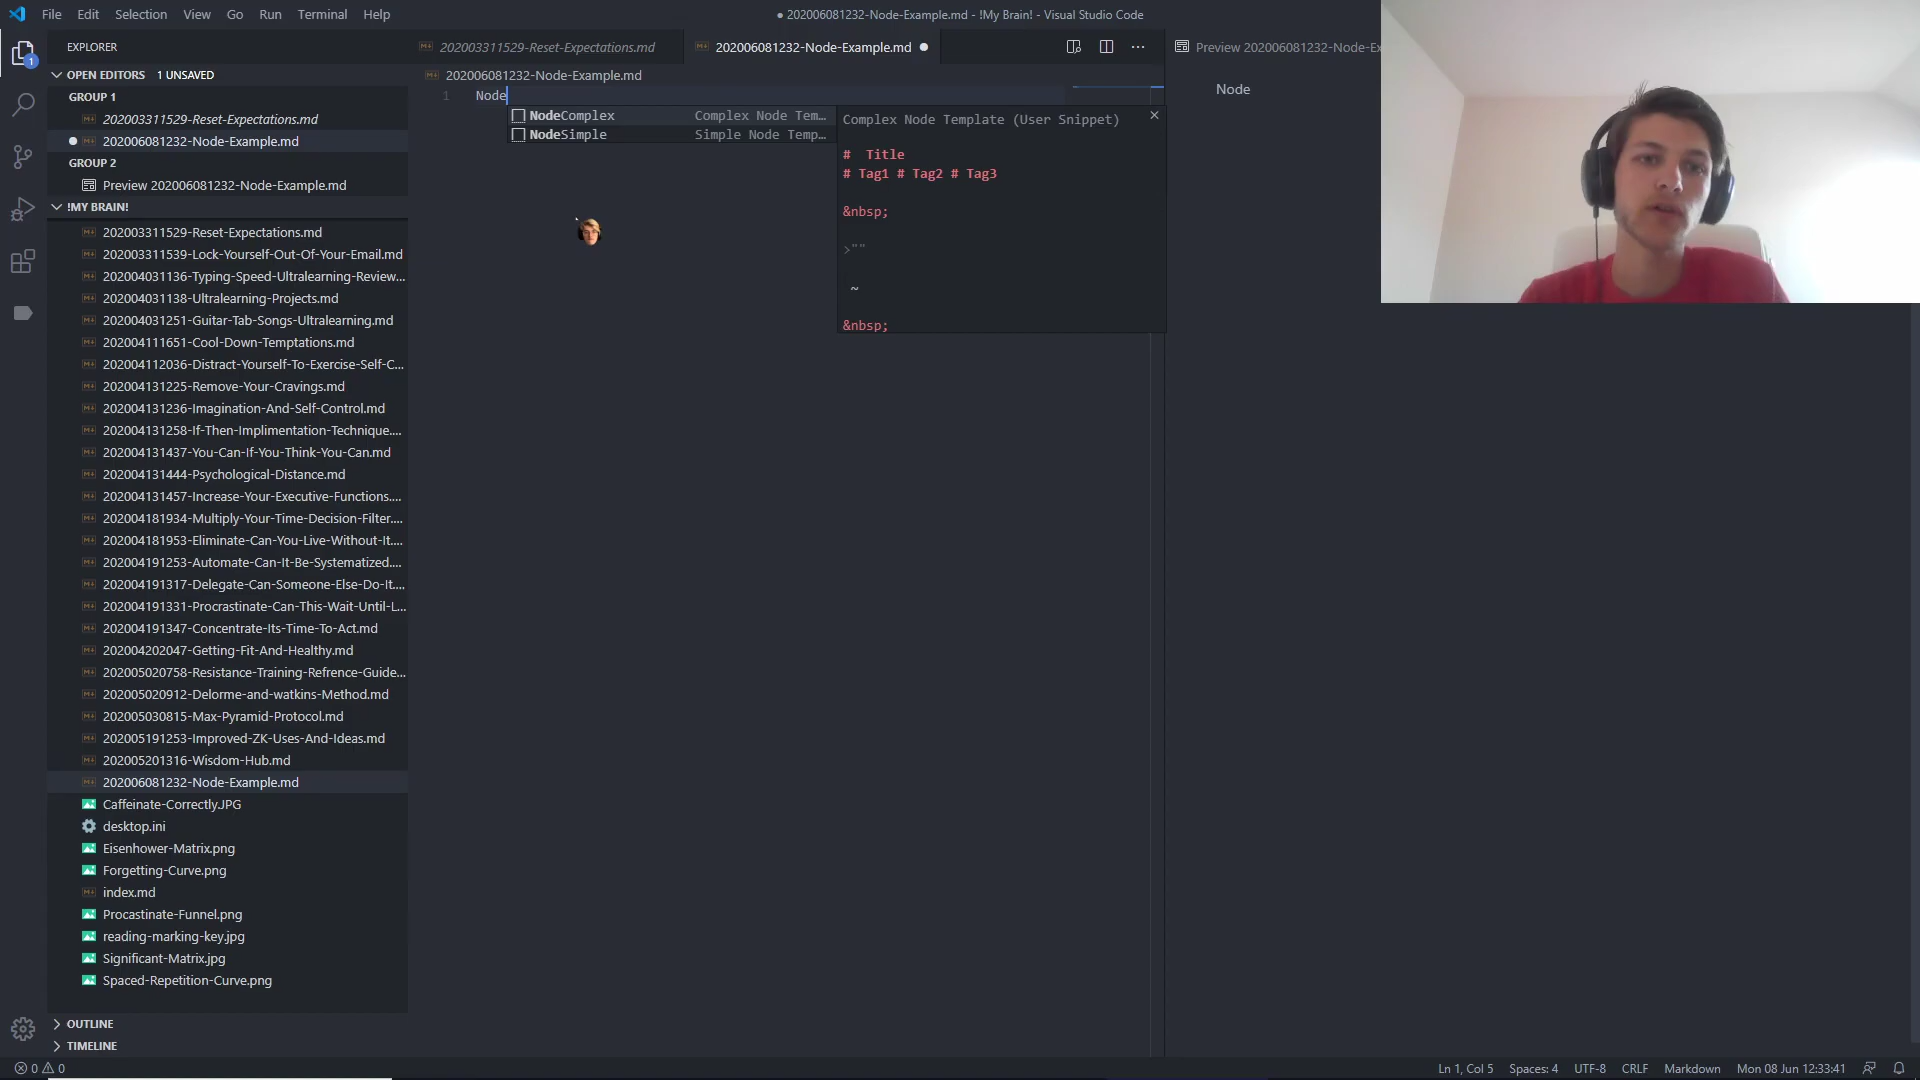 File Edit Selection View Go Run Terminal Help
● 202006081232-Node-Example.md - !My Brain! - Visual Studio Code
EXPLORER
OPEN EDITORS 1 UNSAVED
GROUP 1
202003311529-Reset-Expectations.md
202006081232-Node-Example.md
GROUP 2
Preview 202006081232-Node-Example.md
!MY BRAIN!
202003311529-Reset-Expectations.md
202003311539-Lock-Yourself-Out-Of-Your-Email.md
202004031136-Typing-Speed-Ultralearning-Review...
202004031138-Ultralearning-Projects.md
202004031251-Guitar-Tab-Songs-Ultralearning.md
202004111651-Cool-Down-Temptations.md
202004112036-Distract-Yourself-To-Exercise-Self-C...
202004131225-Remove-Your-Cravings.md
202004131236-Imagination-And-Self-Control.md
202004131258-If-Then-Implimentation-Technique....
202004131437-You-Can-If-You-Think-You-Can.md
202004131444-Psychological-Distance.md
202004131457-Increase-Your-Executive-Functions....
202004181934-Multiply-Your-Time-Decision-Filter....
202004181953-Eliminate-Can-You-Live-Without-It....
202004191253-Automate-Can-It-Be-Systematized....
202004191317-Delegate-Can-Someone-Else-Do-It....
202004191331-Procrastinate-Can-This-Wait-Until-L...
202004191347-Concentrate-Its-Time-To-Act.md
202004202047-Getting-Fit-And-Healthy.md
202005020758-Resistance-Training-Refrence-Guide...
202005020912-Delorme-and-watkins-Method.md
202005030815-Max-Pyramid-Protocol.md
202005191253-Improved-ZK-Uses-And-Ideas.md
202005201316-Wisdom-Hub.md
202006081232-Node-Example.md
Caffeinate-Correctly.JPG
desktop.ini
Eisenhower-Matrix.png
Forgetting-Curve.png
index.md
Procastinate-Funnel.png
reading-marking-key.jpg
Significant-Matrix.jpg
Spaced-Repetition-Curve.png
OUTLINE
TIMELINE
202003311529-Reset-Expectations.md
202006081232-Node-Example.md
202006081232-Node-Example.md
1 Node
NodeComplex Complex Node Tem...
NodeSimple Simple Node Temp...
Complex Node Template (User Snippet)
# Title
# Tag1 # Tag2 # Tag3
&nbsp;
>""
~
&nbsp;
Preview 202006081232-Node-Ex
Node
1
0 0
Ln 1, Col 5 Spaces: 4 UTF-8 CRLF Markdown Mon 08 Jun 12:33:41